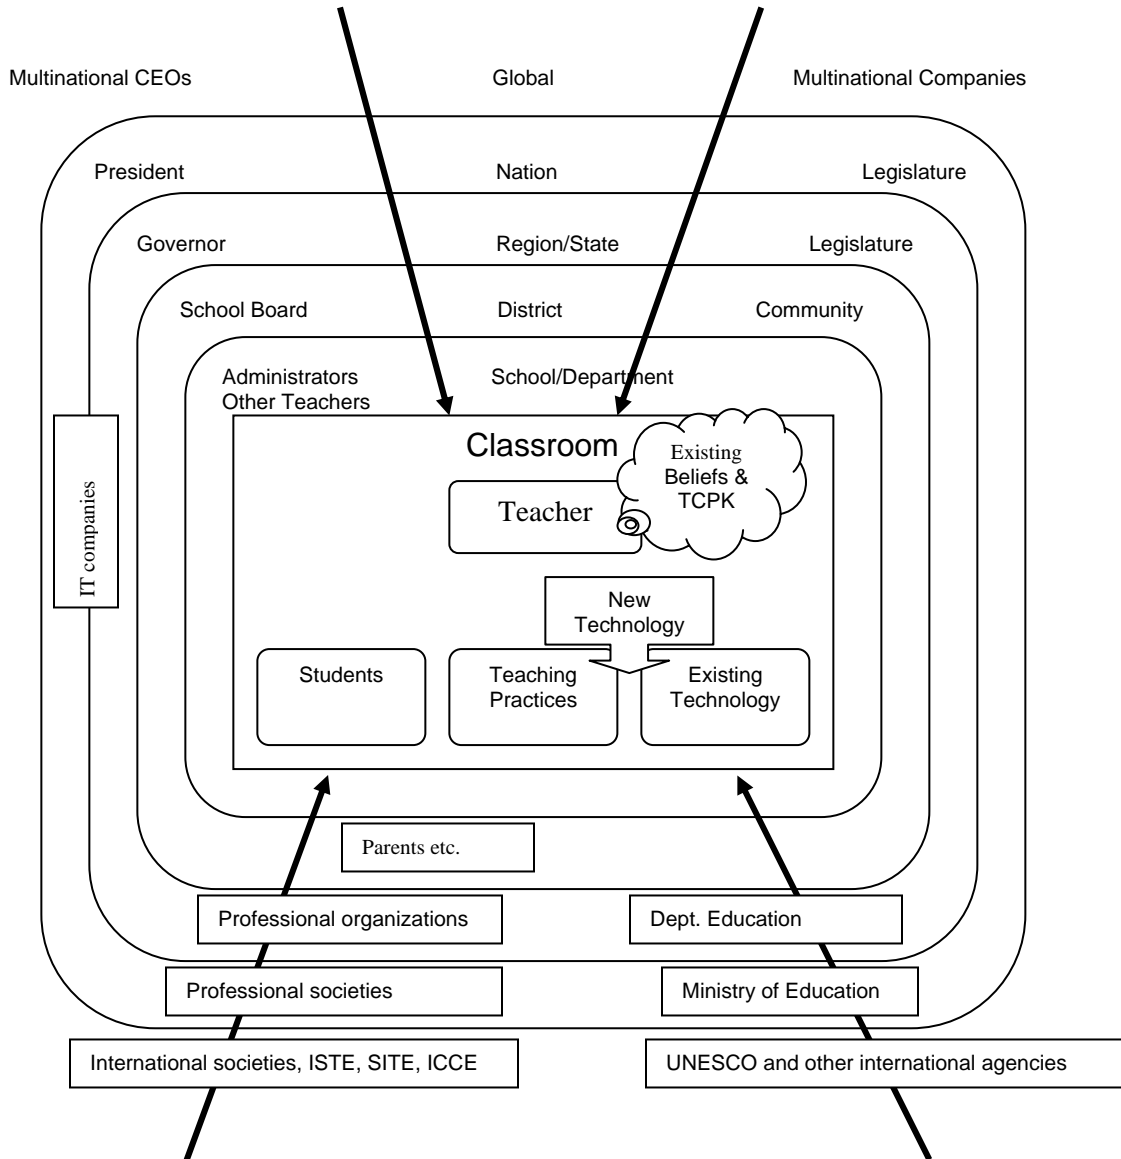 Multinational CEOs
Global
Multinational Companies
President
Nation
Legislature
Governor
Region/State
Legislature
School Board
District
Community
Administrators
Other Teachers
School/Department
Classroom
Existing
Beliefs &
TCPK
Teacher
IT companies
New
Technology
Students
Teaching
Practices
Existing
Technology
Parents etc.
Professional organizations
Dept. Education
Professional societies
Ministry of Education
International societies, ISTE, SITE, ICCE
UNESCO and other international agencies